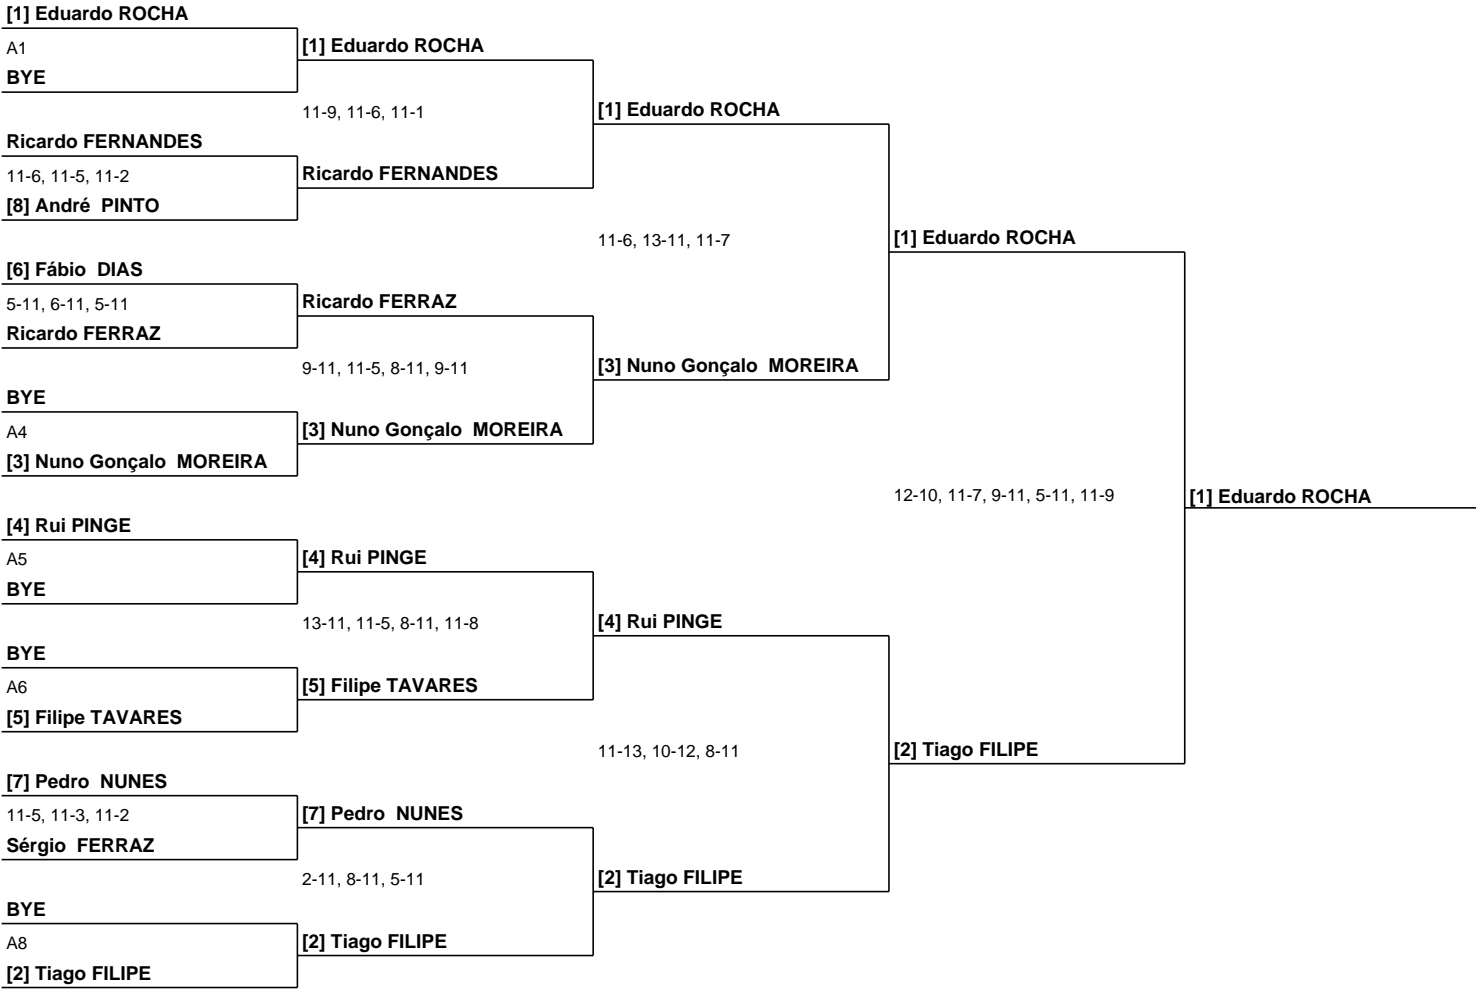 [1] Eduardo ROCHA
A1
BYE
Ricardo FERNANDES
11-6, 11-5, 11-2
[8] André  PINTO
[6] Fábio  DIAS
5-11, 6-11, 5-11
Ricardo FERRAZ
BYE
A4
[3] Nuno Gonçalo  MOREIRA
[4] Rui PINGE
A5
BYE
BYE
A6
[5] Filipe TAVARES
[7] Pedro  NUNES
11-5, 11-3, 11-2
Sérgio  FERRAZ
BYE
A8
[2] Tiago FILIPE
[1] Eduardo ROCHA
11-9, 11-6, 11-1
Ricardo FERNANDES
Ricardo FERRAZ
9-11, 11-5, 8-11, 9-11
[3] Nuno Gonçalo  MOREIRA
[4] Rui PINGE
13-11, 11-5, 8-11, 11-8
[5] Filipe TAVARES
[7] Pedro  NUNES
2-11, 8-11, 5-11
[2] Tiago FILIPE
[1] Eduardo ROCHA
11-6, 13-11, 11-7
[3] Nuno Gonçalo  MOREIRA
[4] Rui PINGE
11-13, 10-12, 8-11
[2] Tiago FILIPE
[1] Eduardo ROCHA
12-10, 11-7, 9-11, 5-11, 11-9
[2] Tiago FILIPE
[1] Eduardo ROCHA